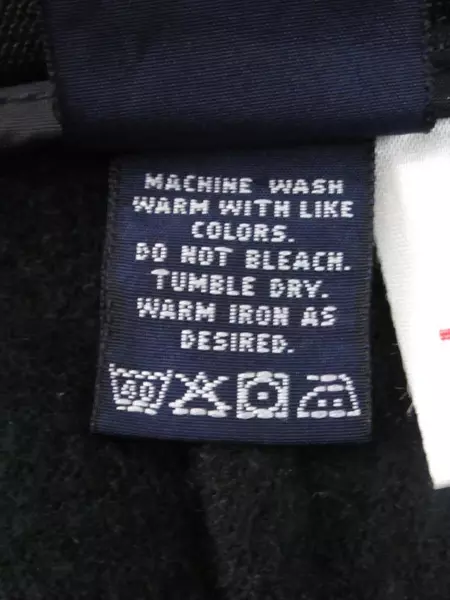 MACHINE WASH
WARM WITH LIKE
COLORS.
DO NOT BLEACH.
TUMBLE DRY.
WARM IRON AS
DESIRED.
40